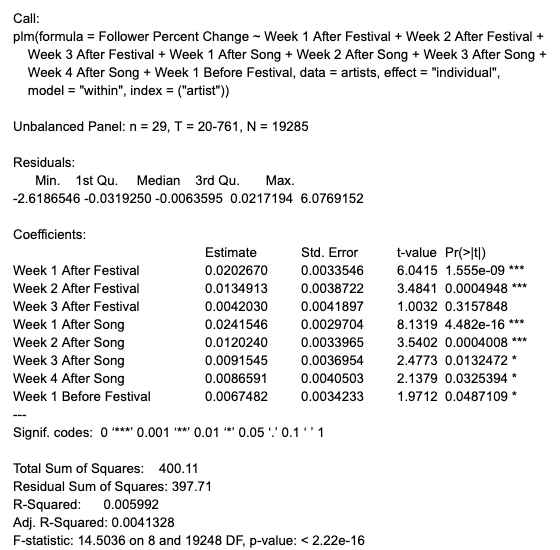 Call:
plm(formula = Follower Percent Change ~ Week 1 After Festival + Week 2 After Festival +
Week 3 After Festival + Week 1 After Song + Week 2 After Song + Week 3 After Song +
Week 4 After Song + Week 1 Before Festival, data = artists, effect = "individual",
model = "within", index = ("artist"))
Unbalanced Panel: n = 29, T = 20-761, N = 19285
Residuals:
Min. 1st Qu. Median 3rd Qu. Max.
-2.6186546 -0.0319250 -0.0063595 0.0217194 6.0769152
Coefficients:
Estimate Std. Error t-value Pr(>|t|)
Week 1 After Festival 0.0202670 0.0033546 6.0415 1.555e-09 ***
Week 2 After Festival 0.0134913 0.0038722 3.4841 0.0004948 ***
Week 3 After Festival 0.0042030 0.0041897 1.0032 0.3157848
Week 1 After Song 0.0241546 0.0029704 8.1319 4.482e-16 ***
Week 2 After Song 0.0120240 0.0033965 3.5402 0.0004008 ***
Week 3 After Song 0.0091545 0.0036954 2.4773 0.0132472 *
Week 4 After Song 0.0086591 0.0040503 2.1379 0.0325394 *
Week 1 Before Festival 0.0067482 0.0034233 1.9712 0.0487109 *
---
Signif. codes: 0 ‘***’ 0.001 ‘**’ 0.01 ‘*’ 0.05 ‘.’ 0.1 ‘ ’ 1
Total Sum of Squares: 400.11
Residual Sum of Squares: 397.71
R-Squared: 0.005992
Adj. R-Squared: 0.0041328
F-statistic: 14.5036 on 8 and 19248 DF, p-value: < 2.22e-16